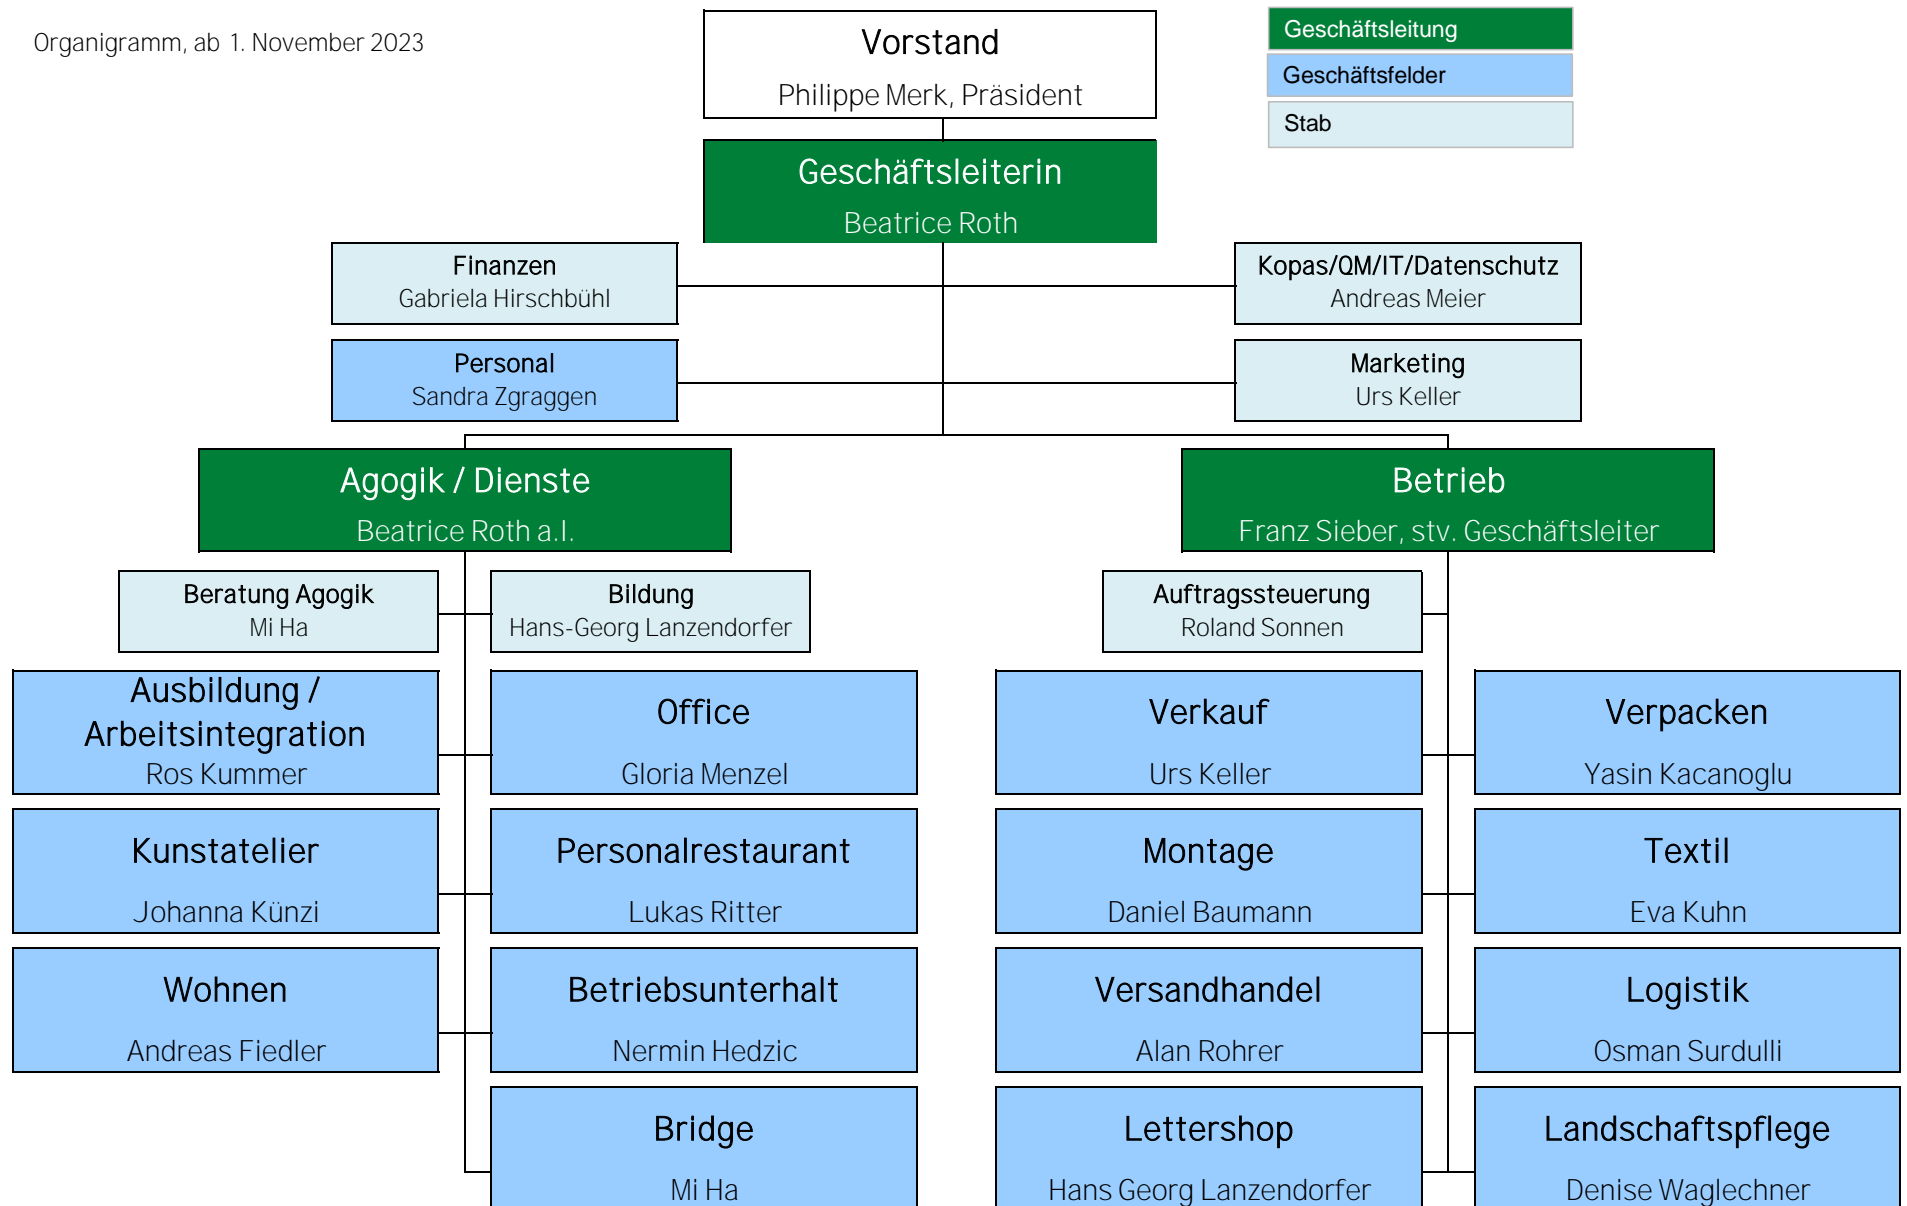 Organigramm, ab 1. November 2023
Vorstand
Philippe Merk, Präsident
Geschäftsleitung
Geschäftsfelder
Stab
Geschäftsleiterin
Beatrice Roth
Finanzen
Gabriela Hirschbühl
Kopas/QM/IT/Datenschutz
Andreas Meier
Personal
Sandra Zgraggen
Marketing
Urs Keller
Agogik / Dienste
Beatrice Roth a.I.
Betrieb
Franz Sieber, stv. Geschäftsleiter
Beratung Agogik
Mi Ha
Bildung
Hans-Georg Lanzendorfer
Auftragssteuerung
Roland Sonnen
Ausbildung /
Arbeitsintegration
Ros Kummer
Office
Gloria Menzel
Verkauf
Urs Keller
Verpacken
Yasin Kacanoglu
Kunstatelier
Johanna Künzi
Personalrestaurant
Lukas Ritter
Montage
Daniel Baumann
Textil
Eva Kuhn
Wohnen
Andreas Fiedler
Betriebsunterhalt
Nermin Hedzic
Versandhandel
Alan Rohrer
Logistik
Osman Surdulli
Bridge
Mi Ha
Lettershop
Hans Georg Lanzendorfer
Landschaftspflege
Denise Waglechner